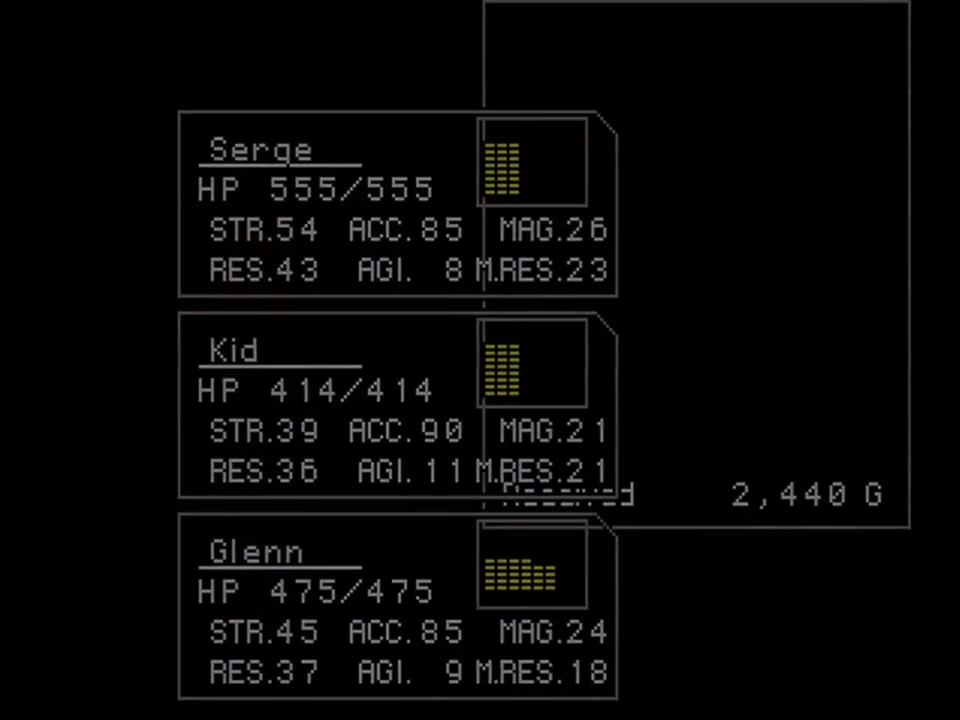 Serge
HP 555/555
STR.54 ACC.85 MAG.26
RES.43 AGI. 8 M.RES.23
Kid
HP 414/414
STR.39 ACC.90 MAG.21
RES.36 AGI.11 M.RES.21
Received 2,440 G
Glenn
HP 475/475
STR.45 ACC.85 MAG.24
RES.37 AGI. 9 M.RES.18